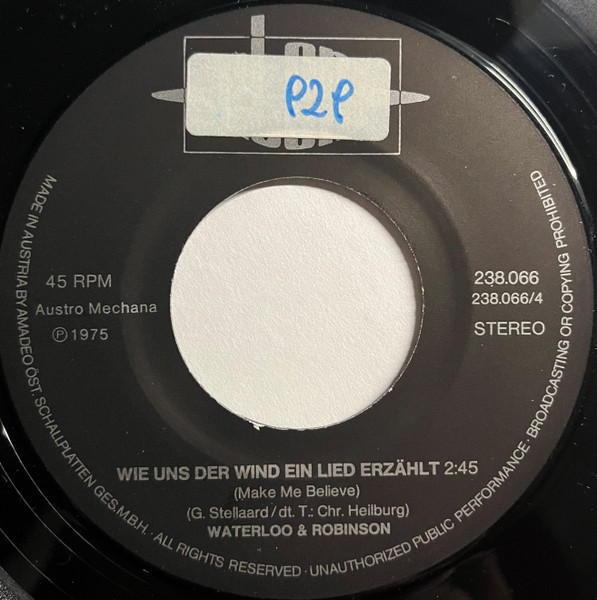 P2P
45 RPM
Austro Mechana
Ⓟ 1975
238.066
238.066/4
STEREO
WIE UNS DER WIND EIN LIED ERZÄHLT 2:45
(Make Me Believe)
(G. Stellaard / dt. T.: Chr. Heilburg)
WATERLOO & ROBINSON
MADE IN AUSTRIA BY AMADEO ÖST. SCHALLPLATTEN GES.M.B.H. · ALL RIGHTS RESERVED · UNAUTHORIZED PUBLIC PERFORMANCE · BROADCASTING OR COPYING PROHIBITED